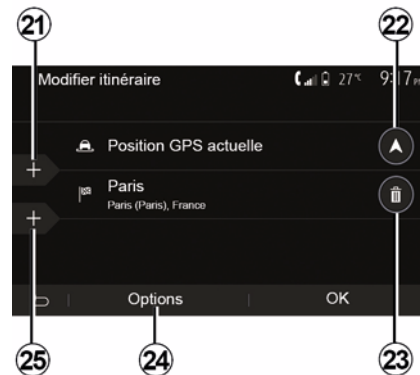 21
22
Modifier itinéraire
27°C 9:17 PM
Position GPS actuelle
+
Paris
Paris (Paris), France
+
Options OK
25
24
23